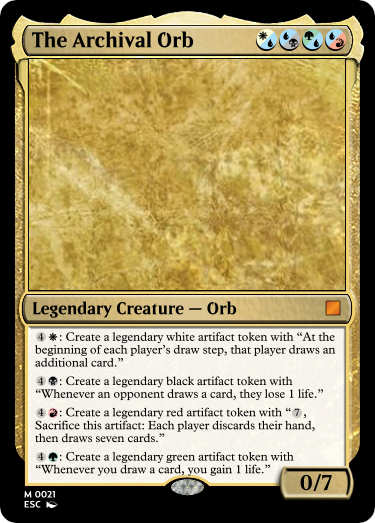 The Archival Orb
Legendary Creature — Orb
4: Create a legendary white artifact token with “At the
beginning of each player's draw step, that player draws an
additional card.”
4: Create a legendary black artifact token with
“Whenever an opponent draws a card, they lose 1 life.”
4: Create a legendary red artifact token with “7,
Sacrifice this artifact: Each player discards their hand,
then draws seven cards.”
4: Create a legendary green artifact token with
“Whenever you draw a card, you gain 1 life.”
0/7
M 0021
ESC